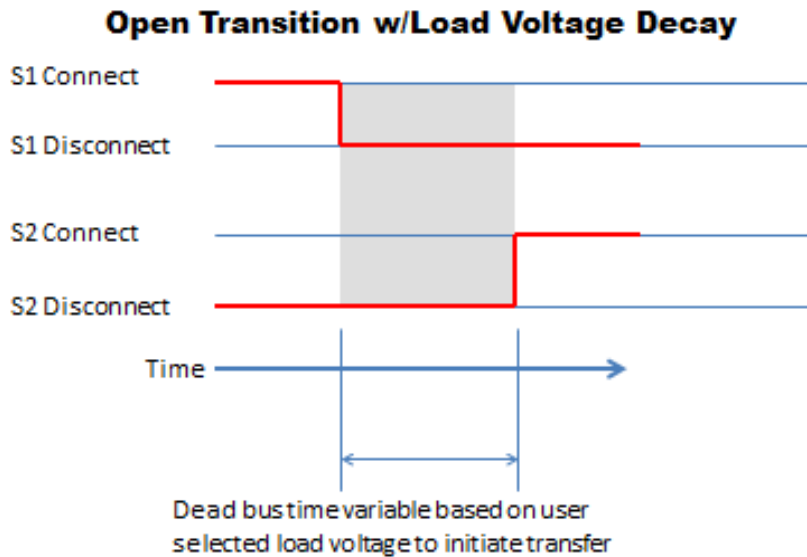 Open Transition w/Load Voltage Decay
S1 Connect
S1 Disconnect
S2 Connect
S2 Disconnect
Time
Dead bus time variable based on user
selected load voltage to initiate transfer